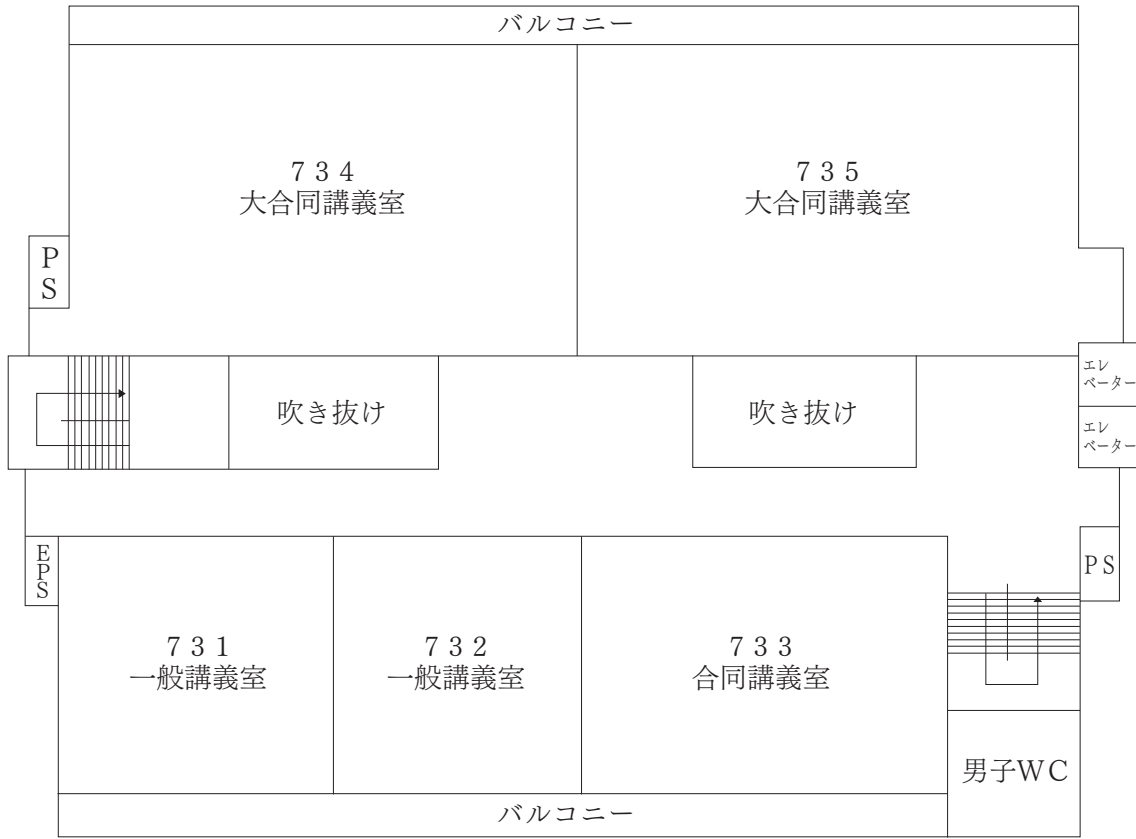 バルコニー
７３４
大合同講義室
７３５
大合同講義室
ＰＳ
吹き抜け
吹き抜け
エレ
ベーター
エレ
ベーター
ＥＰＳ
ＰＳ
７３１
一般講義室
７３２
一般講義室
７３３
合同講義室
男子ＷＣ
バルコニー